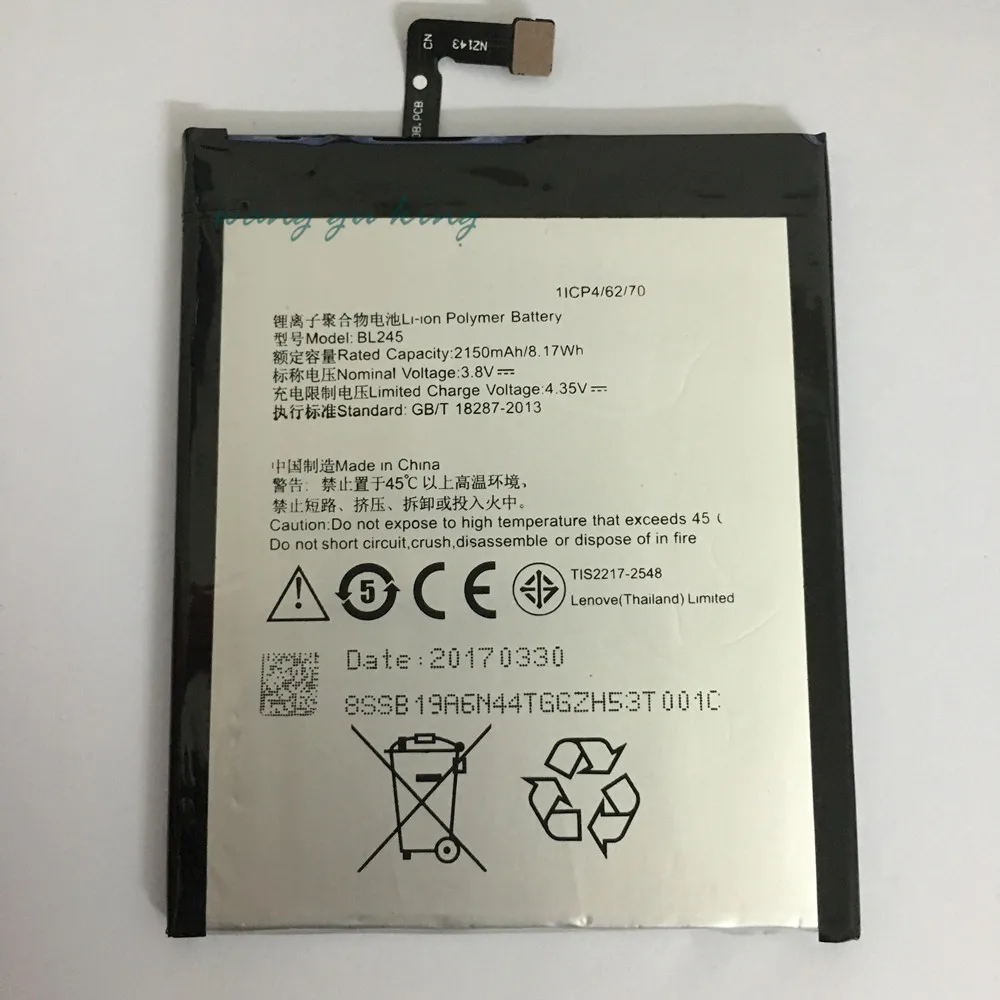 CN
NZ143
OB.PCB
wang yu king
1ICP4/62/70
锂离子聚合物电池Li-ion Polymer Battery
型号Model: BL245
额定容量Rated Capacity:2150mAh/8.17Wh
标称电压Nominal Voltage:3.8V
充电限制电压Limited Charge Voltage:4.35V
执行标准Standard: GB/T 18287-2013
中国制造Made in China
警告: 禁止置于45℃以上高温环境,
禁止短路、挤压、拆卸或投入火中。
Caution:Do not expose to high temperature that exceeds 45 (
Do not short circuit,crush,disassemble or dispose of in fire
5
CE
TIS2217-2548
Lenove(Thailand) Limited
Date:20170330
8SSB19A6N44TGGZH53T001C